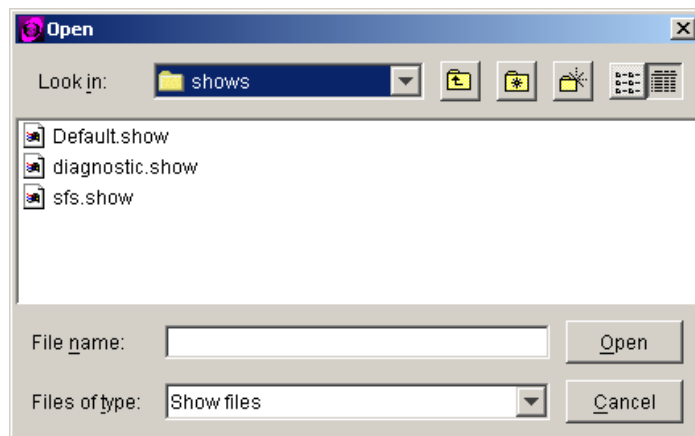 Open
Look in: shows
Default.show
diagnostic.show
sfs.show
File name: Open
Files of type: Show files Cancel